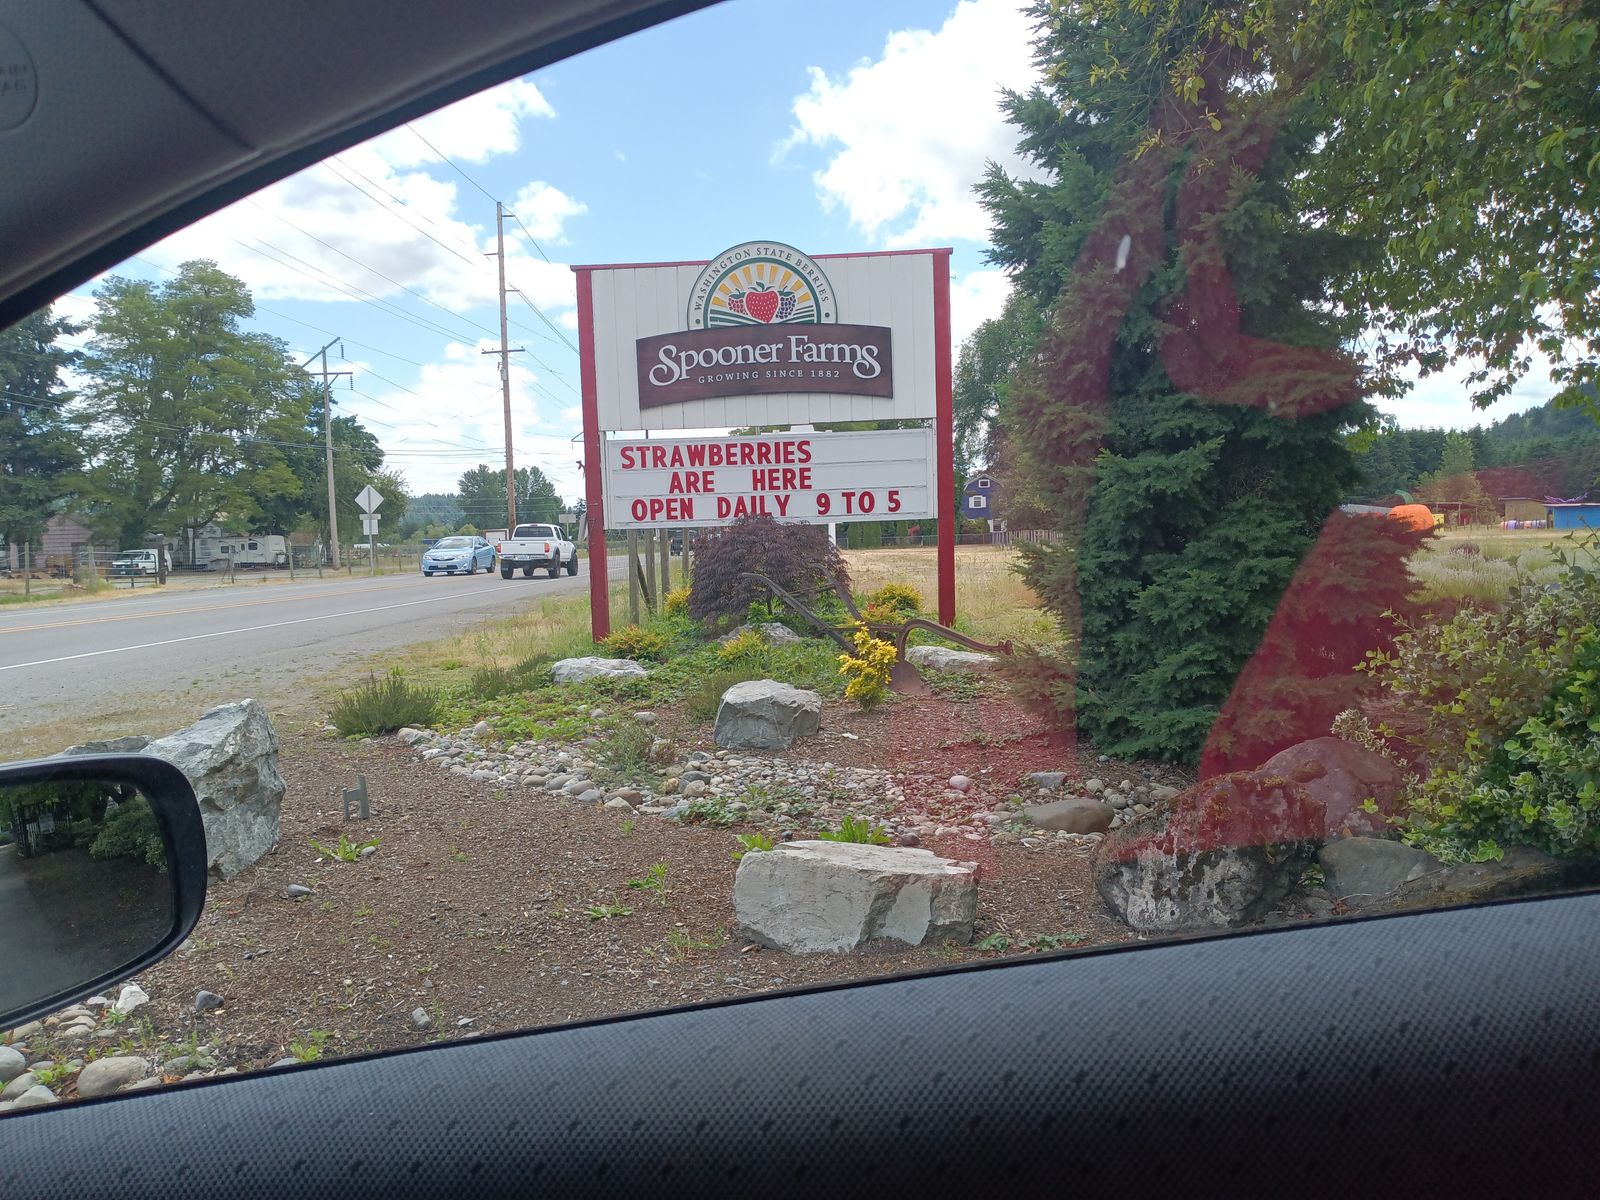 WASHINGTON STATE BERRIES
Spooner Farms
GROWING SINCE 1882
STRAWBERRIES
ARE HERE
OPEN DAILY 9 TO 5